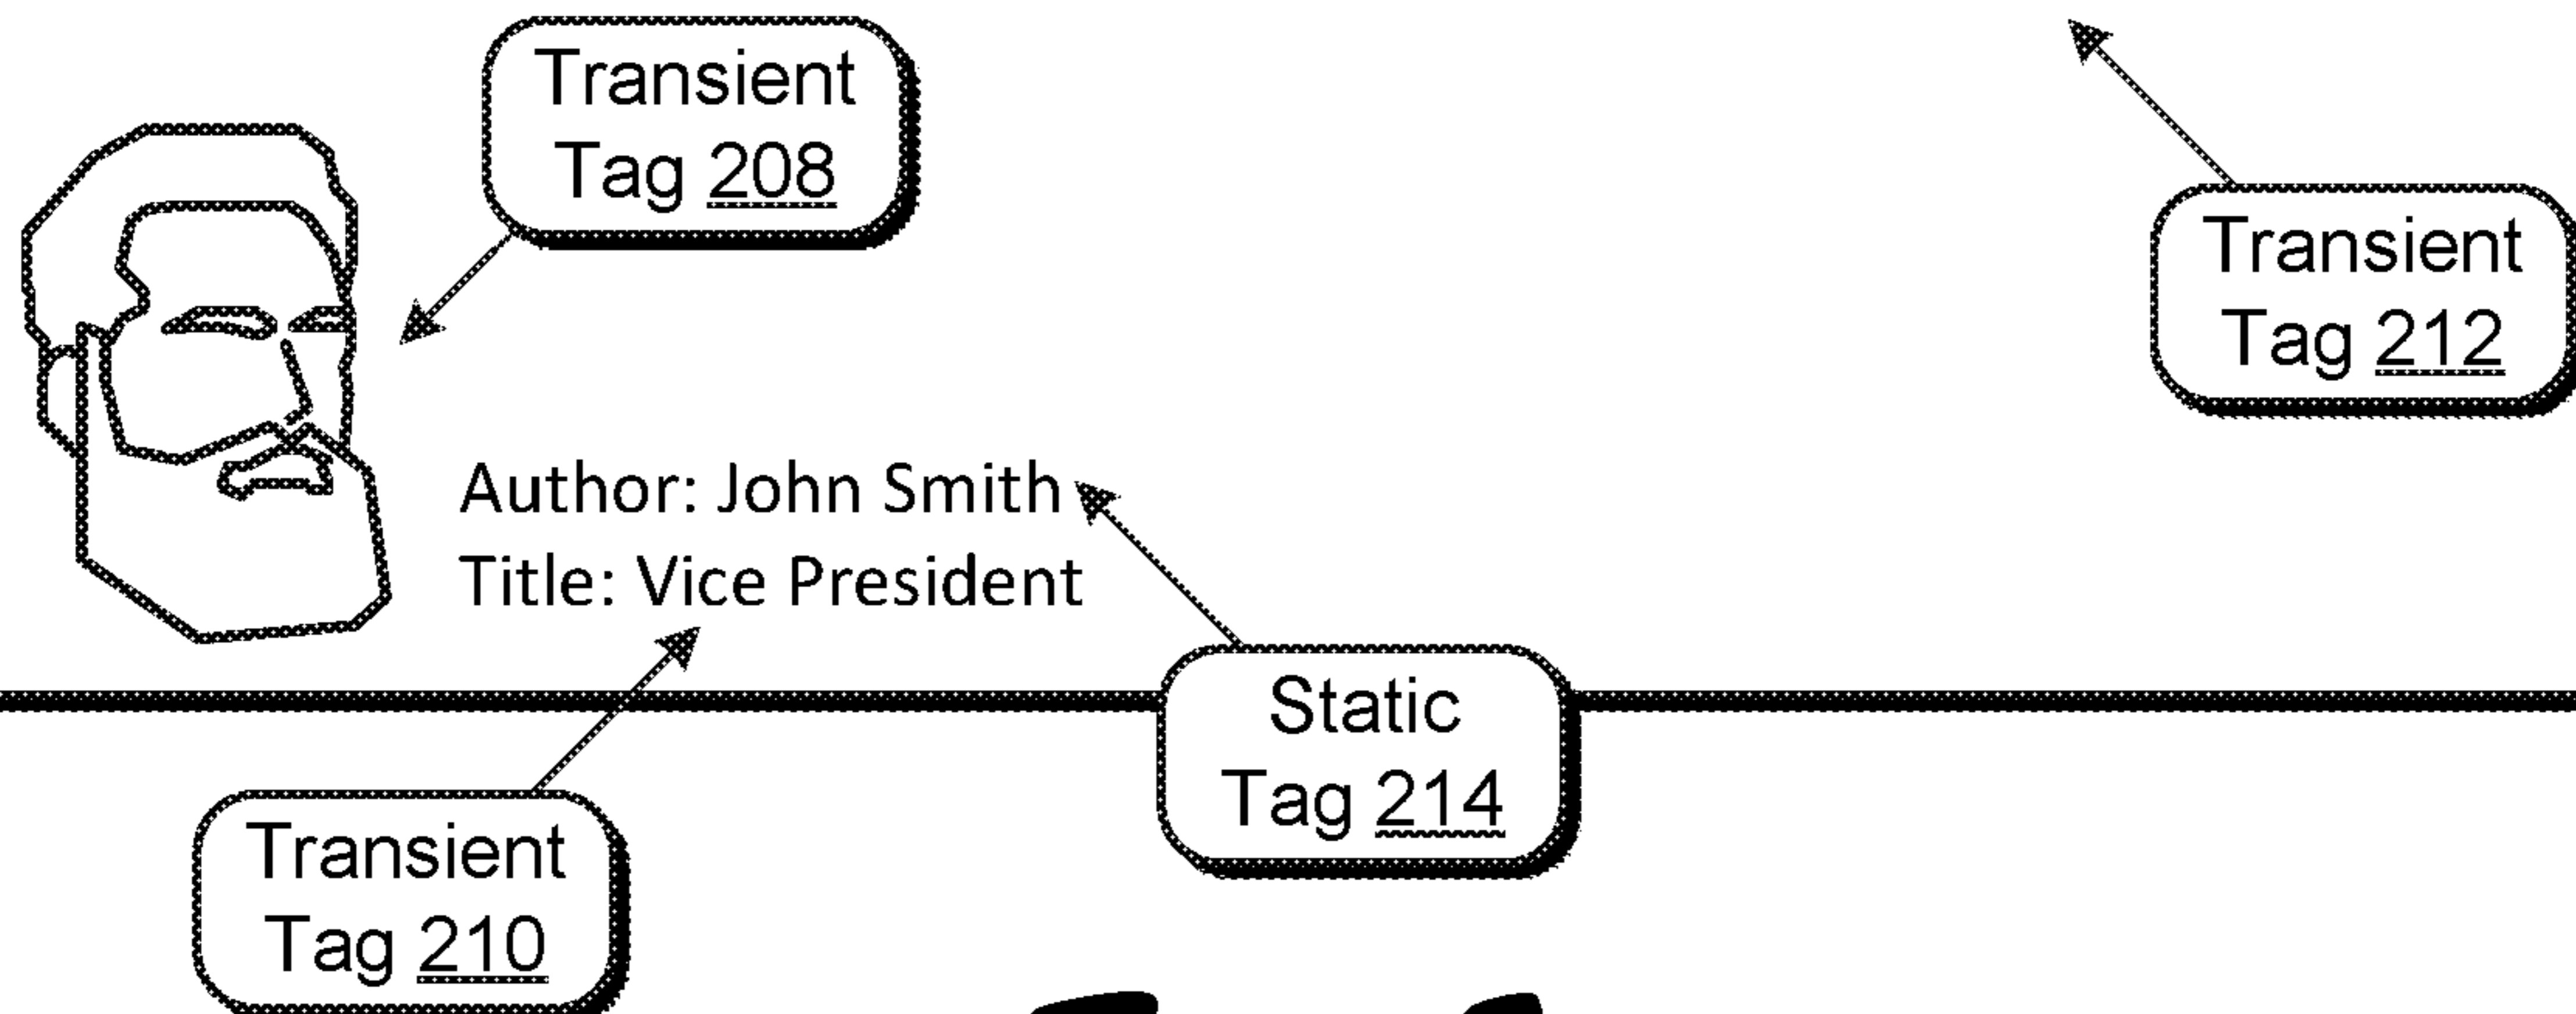 Transient
Tag 208
Transient
Tag 212
Author: John Smith
Title: Vice President
Static
Tag 214
Transient
Tag 210